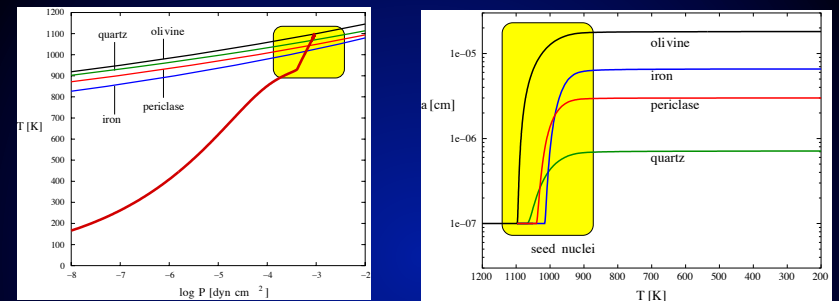 1200
1100
1000
900
800
700
600
500
400
300
200
100
0
T [K]
quartz
olivine
iron
periclase
−8
−7
−6
−5
−4
−3
−2
log P [dyn cm ²]
a [cm]
1e−05
1e−06
1e−07
olivine
iron
periclase
quartz
seed nuclei
1200
1100
1000
900
800
700
600
500
400
300
200
T [K]